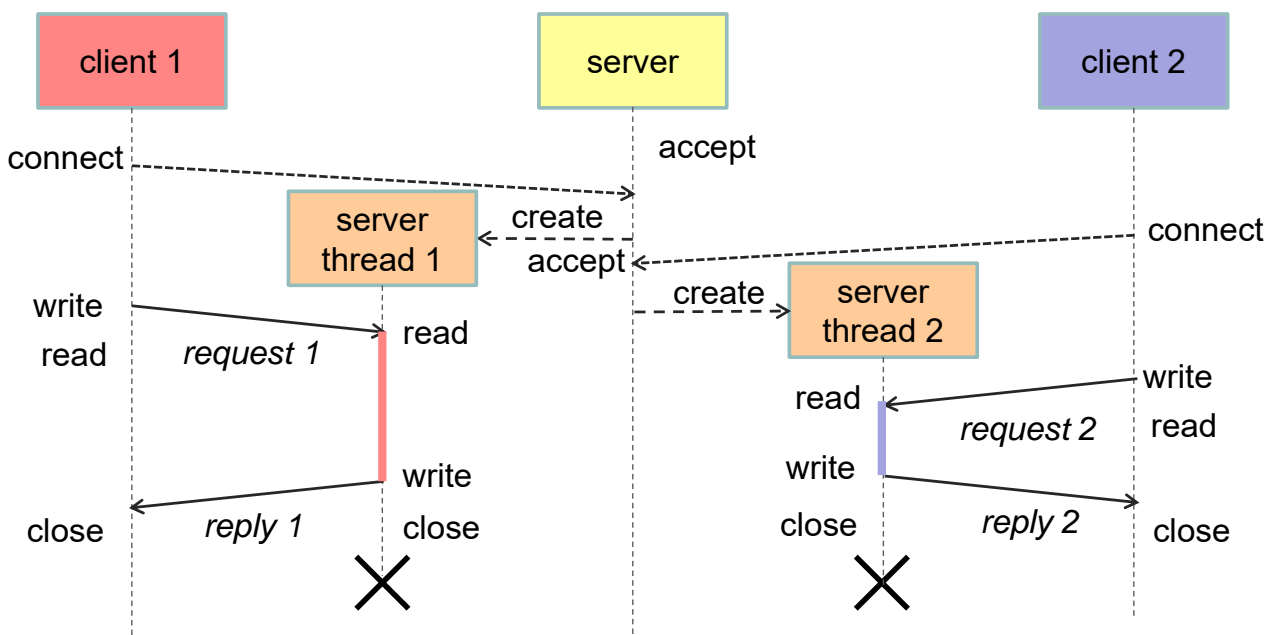 client 1
server
client 2
accept
connect
server
thread 1
create
connect
accept
create
server
thread 2
write
read
read
request 1
write
read
request 2
read
write
write
reply 1
close
close
close
reply 2
close